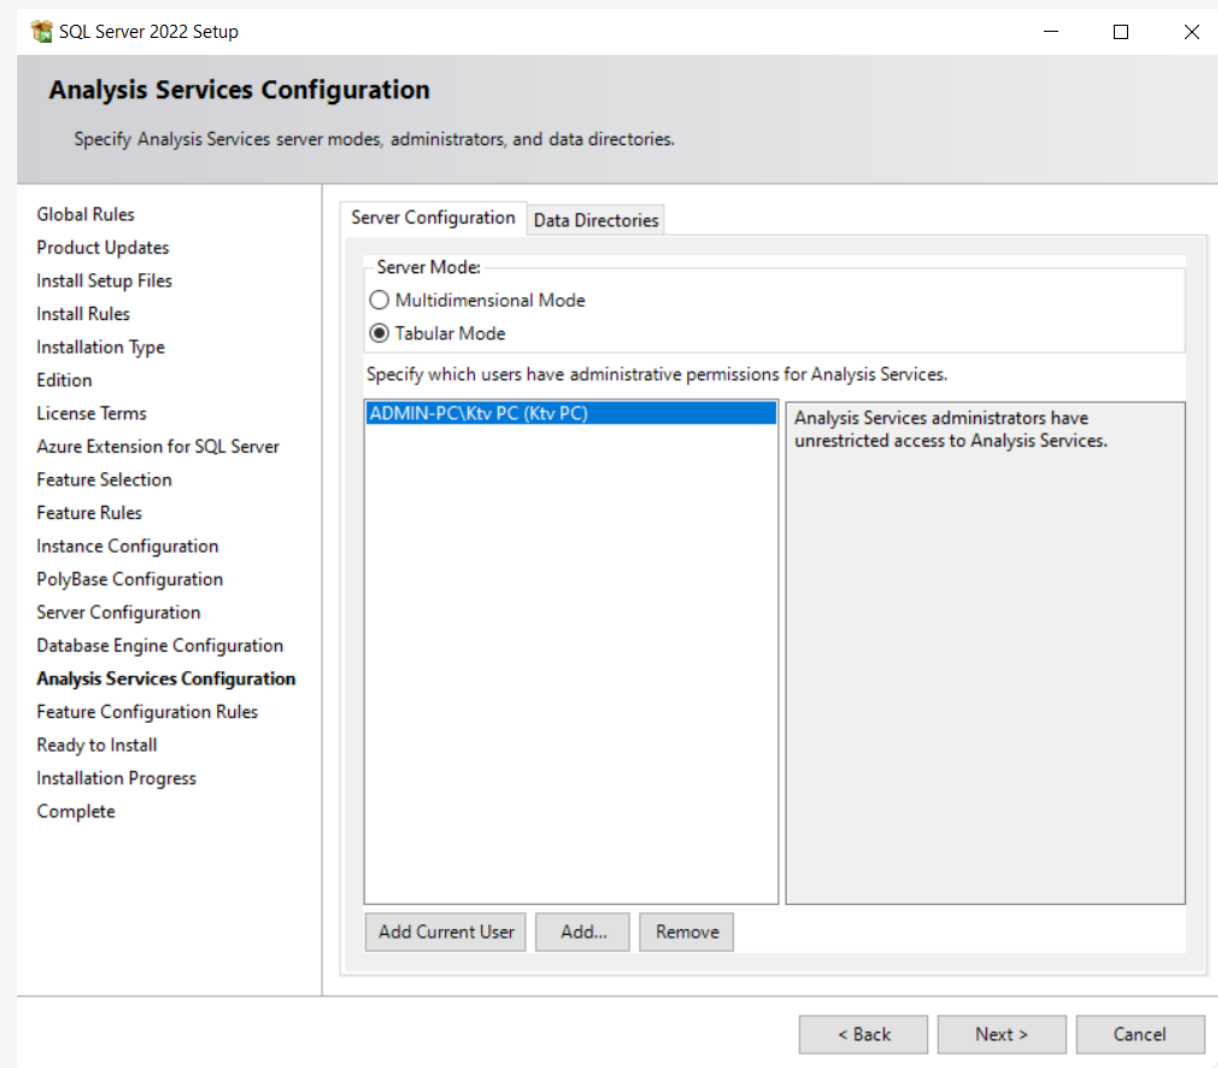 SQL Server 2022 Setup
Analysis Services Configuration
Specify Analysis Services server modes, administrators, and data directories.
Global Rules
Product Updates
Install Setup Files
Install Rules
Installation Type
Edition
License Terms
Azure Extension for SQL Server
Feature Selection
Feature Rules
Instance Configuration
PolyBase Configuration
Server Configuration
Database Engine Configuration
Analysis Services Configuration
Feature Configuration Rules
Ready to Install
Installation Progress
Complete
Server Configuration
Data Directories
Server Mode:
Multidimensional Mode
Tabular Mode
Specify which users have administrative permissions for Analysis Services.
ADMIN-PC\Ktv PC (Ktv PC)
Analysis Services administrators have
unrestricted access to Analysis Services.
Add Current User
Add...
Remove
< Back
Next >
Cancel